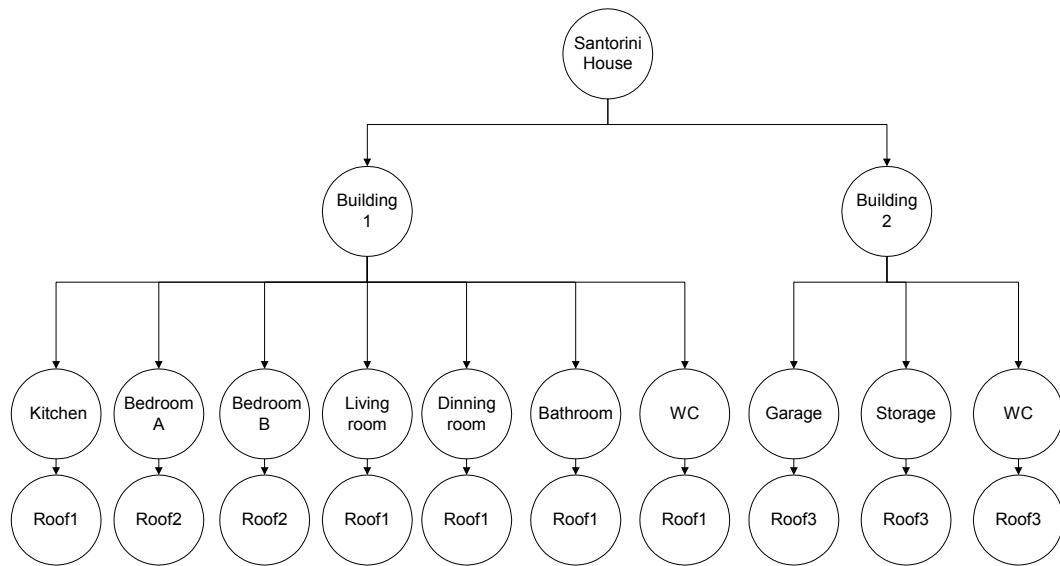 Santorini
House
Building
1
Building
2
Kitchen
Bedroom
A
Bedroom
B
Living
room
Dinning
room
Bathroom
WC
Garage
Storage
WC
Roof1
Roof2
Roof2
Roof1
Roof1
Roof1
Roof1
Roof3
Roof3
Roof3